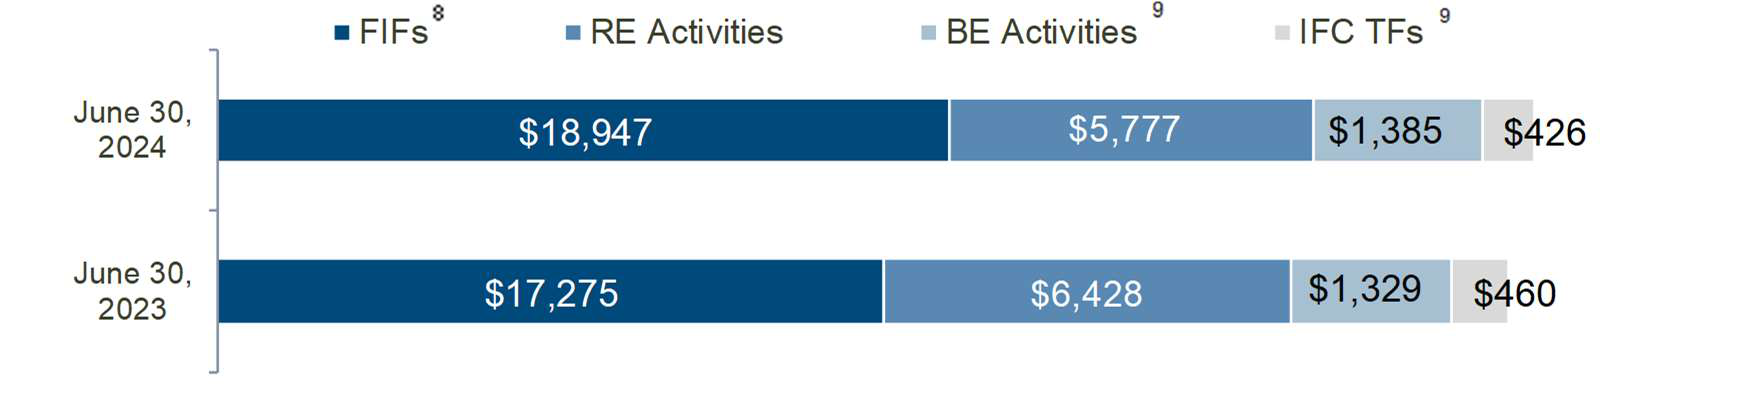 FIFs 8 RE Activities BE Activities 9 IFC TFs 9
June 30,
2024
$18,947 $5,777 $1,385 $426
June 30,
2023
$17,275 $6,428 $1,329 $460